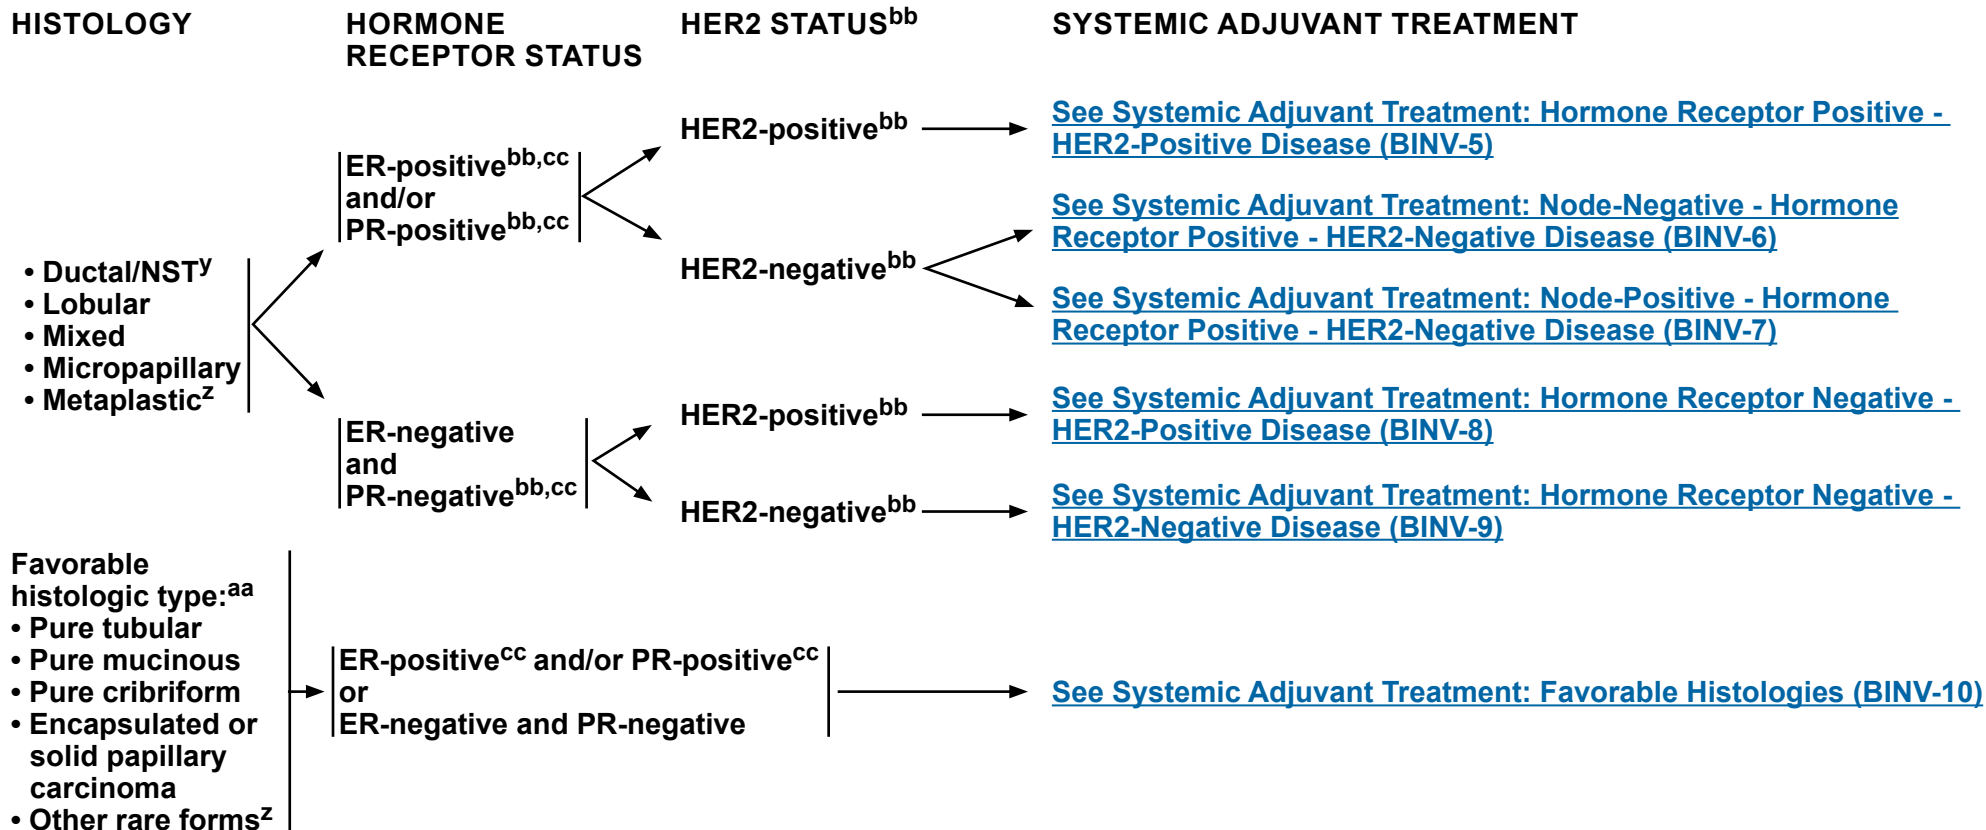 HISTOLOGY
HORMONE
RECEPTOR STATUS
HER2 STATUSbb
SYSTEMIC ADJUVANT TREATMENT
• Ductal/NSTy
• Lobular
• Mixed
• Micropapillary
• Metaplasticz
ER-positivebb,cc
and/or
PR-positivebb,cc
HER2-positivebb
See Systemic Adjuvant Treatment: Hormone Receptor Positive -
HER2-Positive Disease (BINV-5)
HER2-negativebb
See Systemic Adjuvant Treatment: Node-Negative - Hormone
Receptor Positive - HER2-Negative Disease (BINV-6)
See Systemic Adjuvant Treatment: Node-Positive - Hormone
Receptor Positive - HER2-Negative Disease (BINV-7)
ER-negative
and
PR-negativebb,cc
HER2-positivebb
See Systemic Adjuvant Treatment: Hormone Receptor Negative -
HER2-Positive Disease (BINV-8)
HER2-negativebb
See Systemic Adjuvant Treatment: Hormone Receptor Negative -
HER2-Negative Disease (BINV-9)
Favorable
histologic type:aa
• Pure tubular
• Pure mucinous
• Pure cribriform
• Encapsulated or
solid papillary
carcinoma
• Other rare formsz
ER-positivecc and/or PR-positivecc
or
ER-negative and PR-negative
See Systemic Adjuvant Treatment: Favorable Histologies (BINV-10)